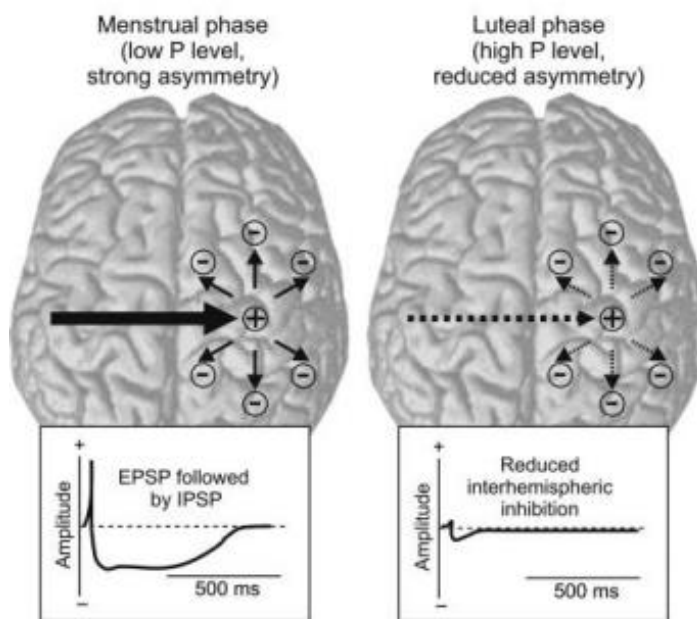 Menstrual phase
(low P level,
strong asymmetry)
Luteal phase
(high P level,
reduced asymmetry)
-
-
-
+
-
-
-
-
-
-
+
-
-
-
+
Amplitude
–
EPSP followed
by IPSP
500 ms
+
Amplitude
–
Reduced
interhemispheric
inhibition
500 ms